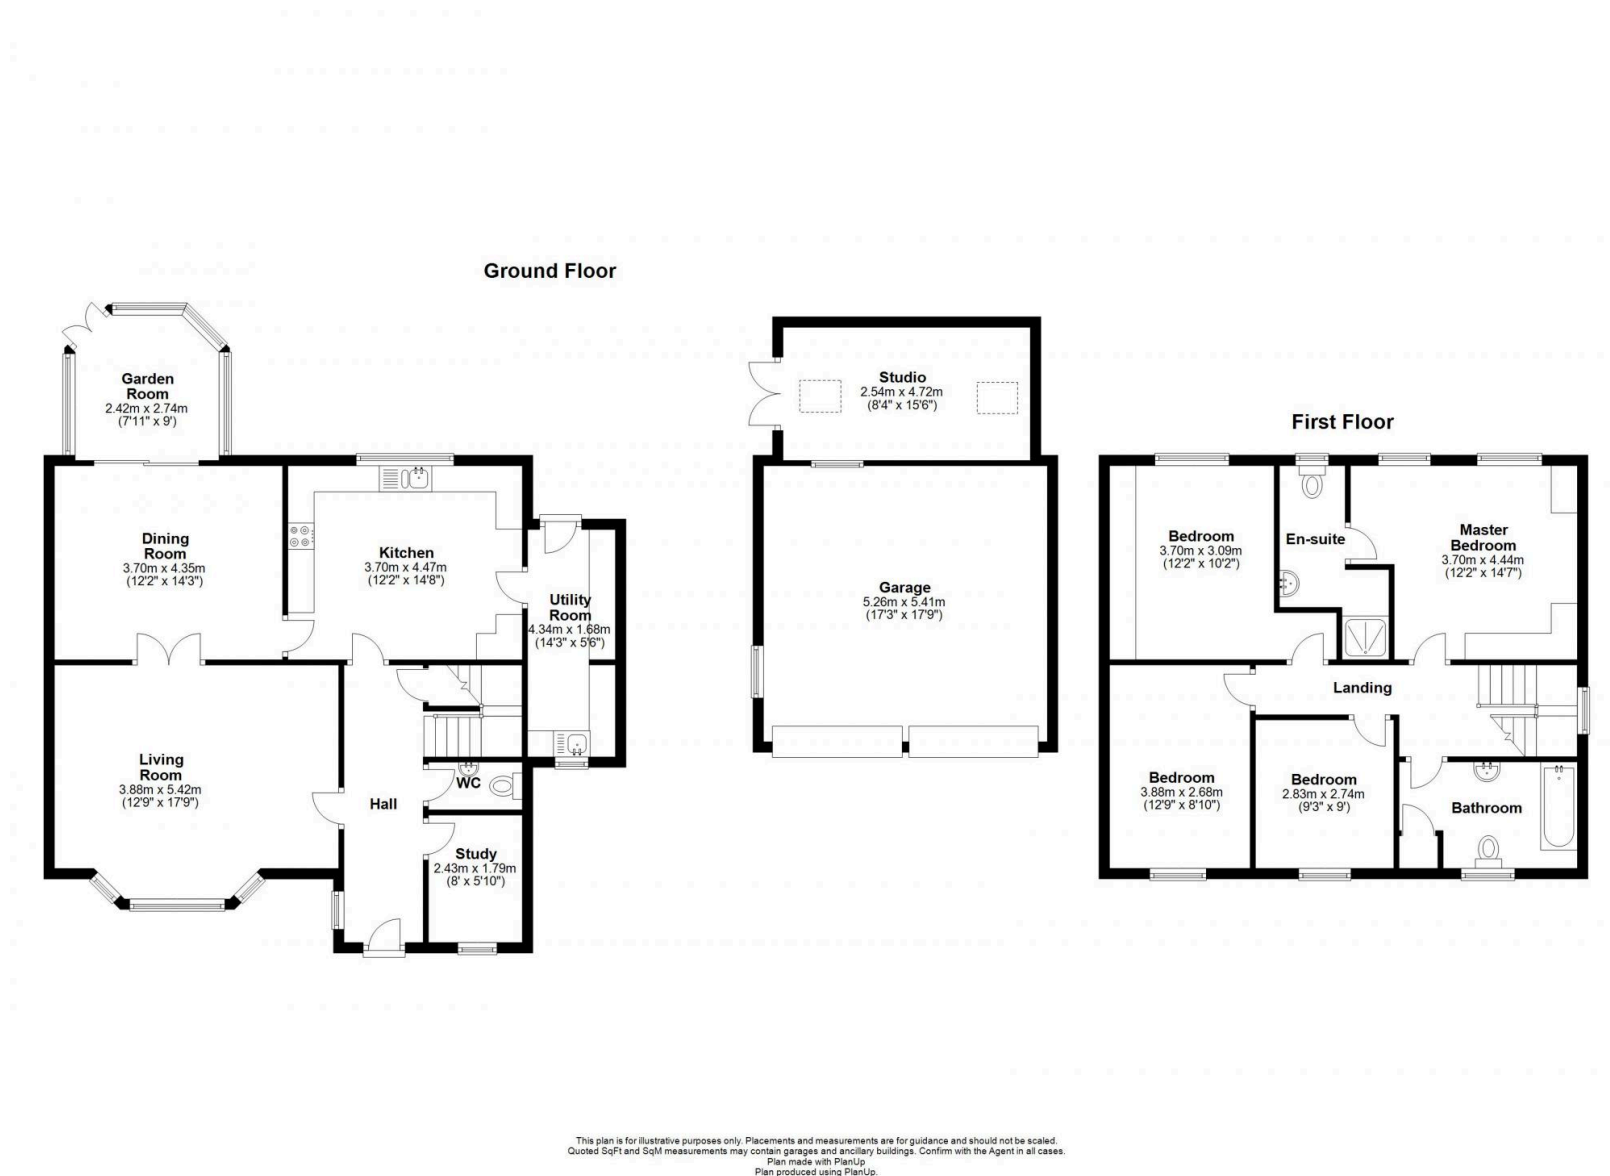 Ground Floor
Garden
Room
2.42m x 2.74m
(7'11" x 9')
Dining
Room
3.70m x 4.35m
(12'2" x 14'3")
Kitchen
3.70m x 4.47m
(12'2" x 14'8")
Utility
Room
4.34m x 1.68m
(14'3" x 5'6")
Living
Room
3.88m x 5.42m
(12'9" x 17'9")
Hall
WC
Study
2.43m x 1.79m
(8' x 5'10")
Studio
2.54m x 4.72m
(8'4" x 15'6")
Garage
5.26m x 5.41m
(17'3" x 17'9")
First Floor
Bedroom
3.70m x 3.09m
(12'2" x 10'2")
En-suite
Master
Bedroom
3.70m x 4.44m
(12'2" x 14'7")
Landing
Bedroom
3.88m x 2.68m
(12'9" x 8'10")
Bedroom
2.83m x 2.74m
(9'3" x 9')
Bathroom
This plan is for illustrative purposes only. Placements and measurements are for guidance and should not be scaled.
Quoted SqFt and SqM measurements may contain garages and ancillary buildings. Confirm with the Agent in all cases.
Plan made with PlanUp
Plan produced using PlanUp.